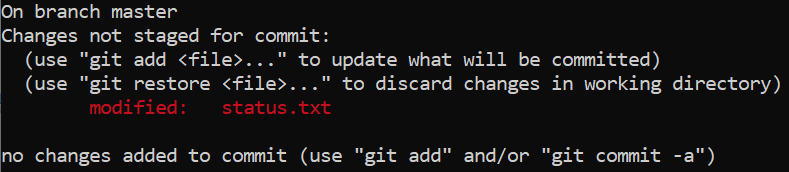 On branch master
Changes not staged for commit:
  (use "git add <file>..." to update what will be committed)
  (use "git restore <file>..." to discard changes in working directory)
        modified:   status.txt

no changes added to commit (use "git add" and/or "git commit -a")